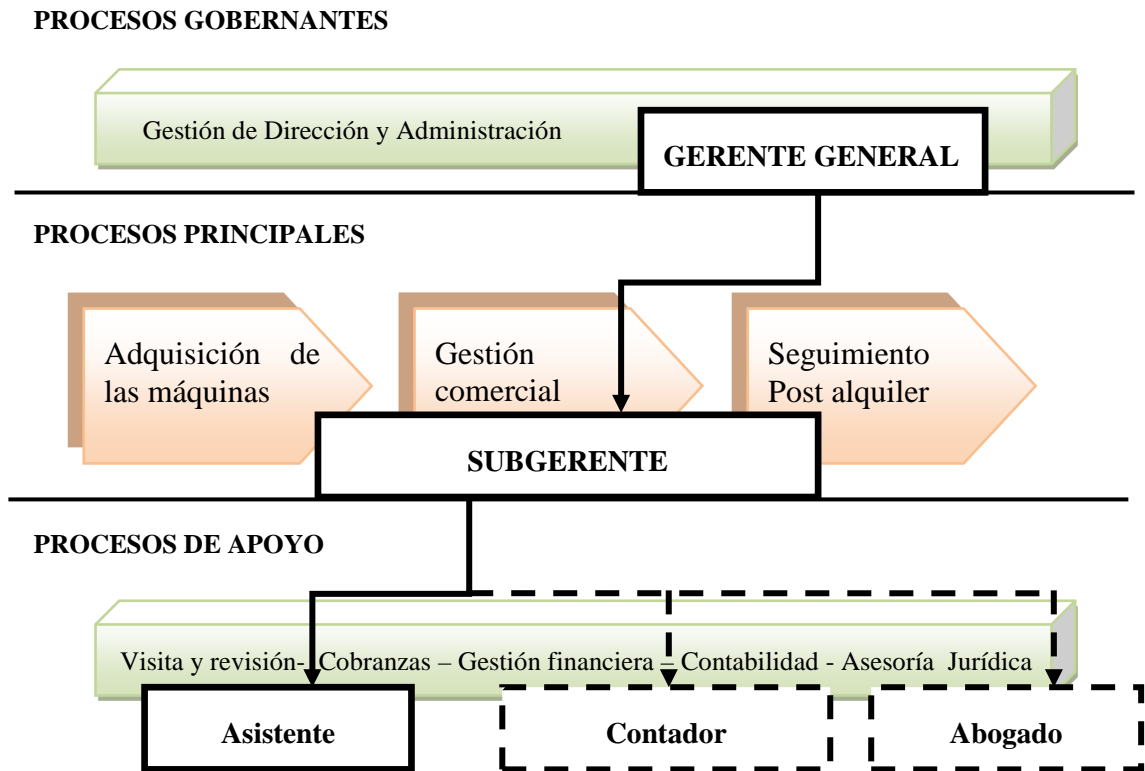 PROCESOS GOBERNANTES
Gestión de Dirección y Administración
GERENTE GENERAL
PROCESOS PRINCIPALES
Adquisición de
las máquinas
Gestión
comercial
Seguimiento
Post alquiler
SUBGERENTE
PROCESOS DE APOYO
Visita y revisión- Cobranzas – Gestión financiera – Contabilidad - Asesoría Jurídica
Asistente
Contador
Abogado